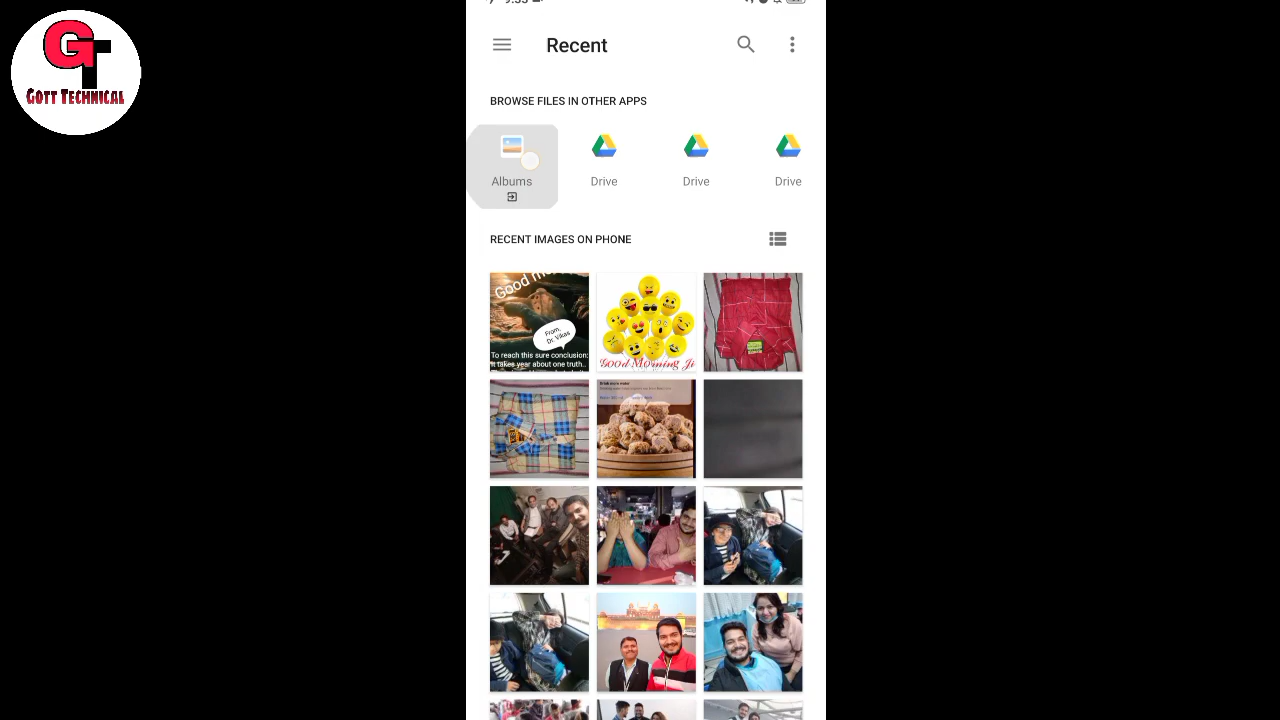 GT
GOTT TECHNICAL
Recent
BROWSE FILES IN OTHER APPS
Albums
Drive
Drive
Drive
RECENT IMAGES ON PHONE
From,
Dr. Vikas
To reach this sure conclusion;
it takes year about one truth..
Good Morning Ji